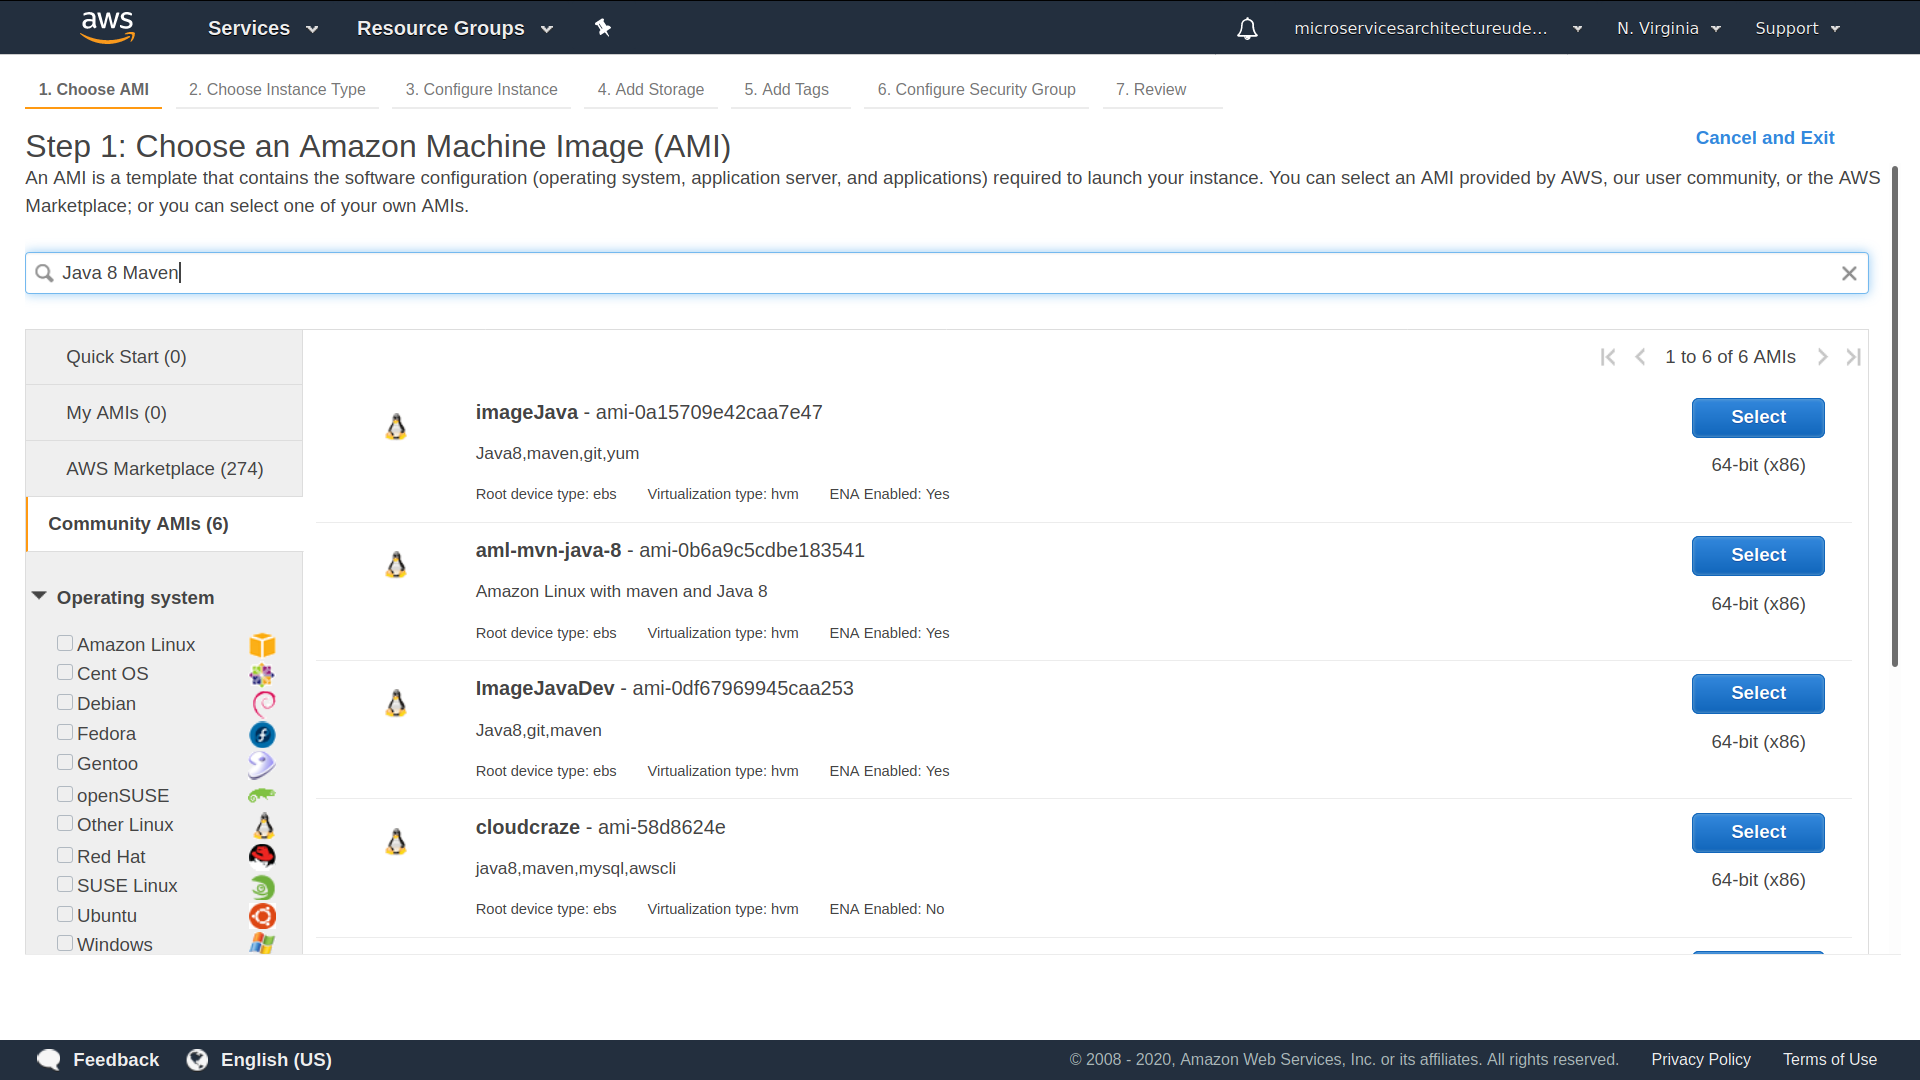 aws Services Resource Groups microservicesarchitectureude... N. Virginia Support
1. Choose AMI 2. Choose Instance Type 3. Configure Instance 4. Add Storage 5. Add Tags 6. Configure Security Group 7. Review
Step 1: Choose an Amazon Machine Image (AMI)
Cancel and Exit
An AMI is a template that contains the software configuration (operating system, application server, and applications) required to launch your instance. You can select an AMI provided by AWS, our user community, or the AWS
Marketplace; or you can select one of your own AMIs.
Java 8 Maven
Quick Start (0)
My AMIs (0)
AWS Marketplace (274)
Community AMIs (6)
Operating system
Amazon Linux
Cent OS
Debian
Fedora
Gentoo
openSUSE
Other Linux
Red Hat
SUSE Linux
Ubuntu
Windows
1 to 6 of 6 AMIs
imageJava - ami-0a15709e42caa7e47
Select
Java8,maven,git,yum
64-bit (x86)
Root device type: ebs Virtualization type: hvm ENA Enabled: Yes
aml-mvn-java-8 - ami-0b6a9c5cdbe183541
Select
Amazon Linux with maven and Java 8
64-bit (x86)
Root device type: ebs Virtualization type: hvm ENA Enabled: Yes
ImageJavaDev - ami-0df67969945caa253
Select
Java8,git,maven
64-bit (x86)
Root device type: ebs Virtualization type: hvm ENA Enabled: Yes
cloudcraze - ami-58d8624e
Select
java8,maven,mysql,awscli
64-bit (x86)
Root device type: ebs Virtualization type: hvm ENA Enabled: No
Feedback English (US) © 2008 - 2020, Amazon Web Services, Inc. or its affiliates. All rights reserved. Privacy Policy Terms of Use